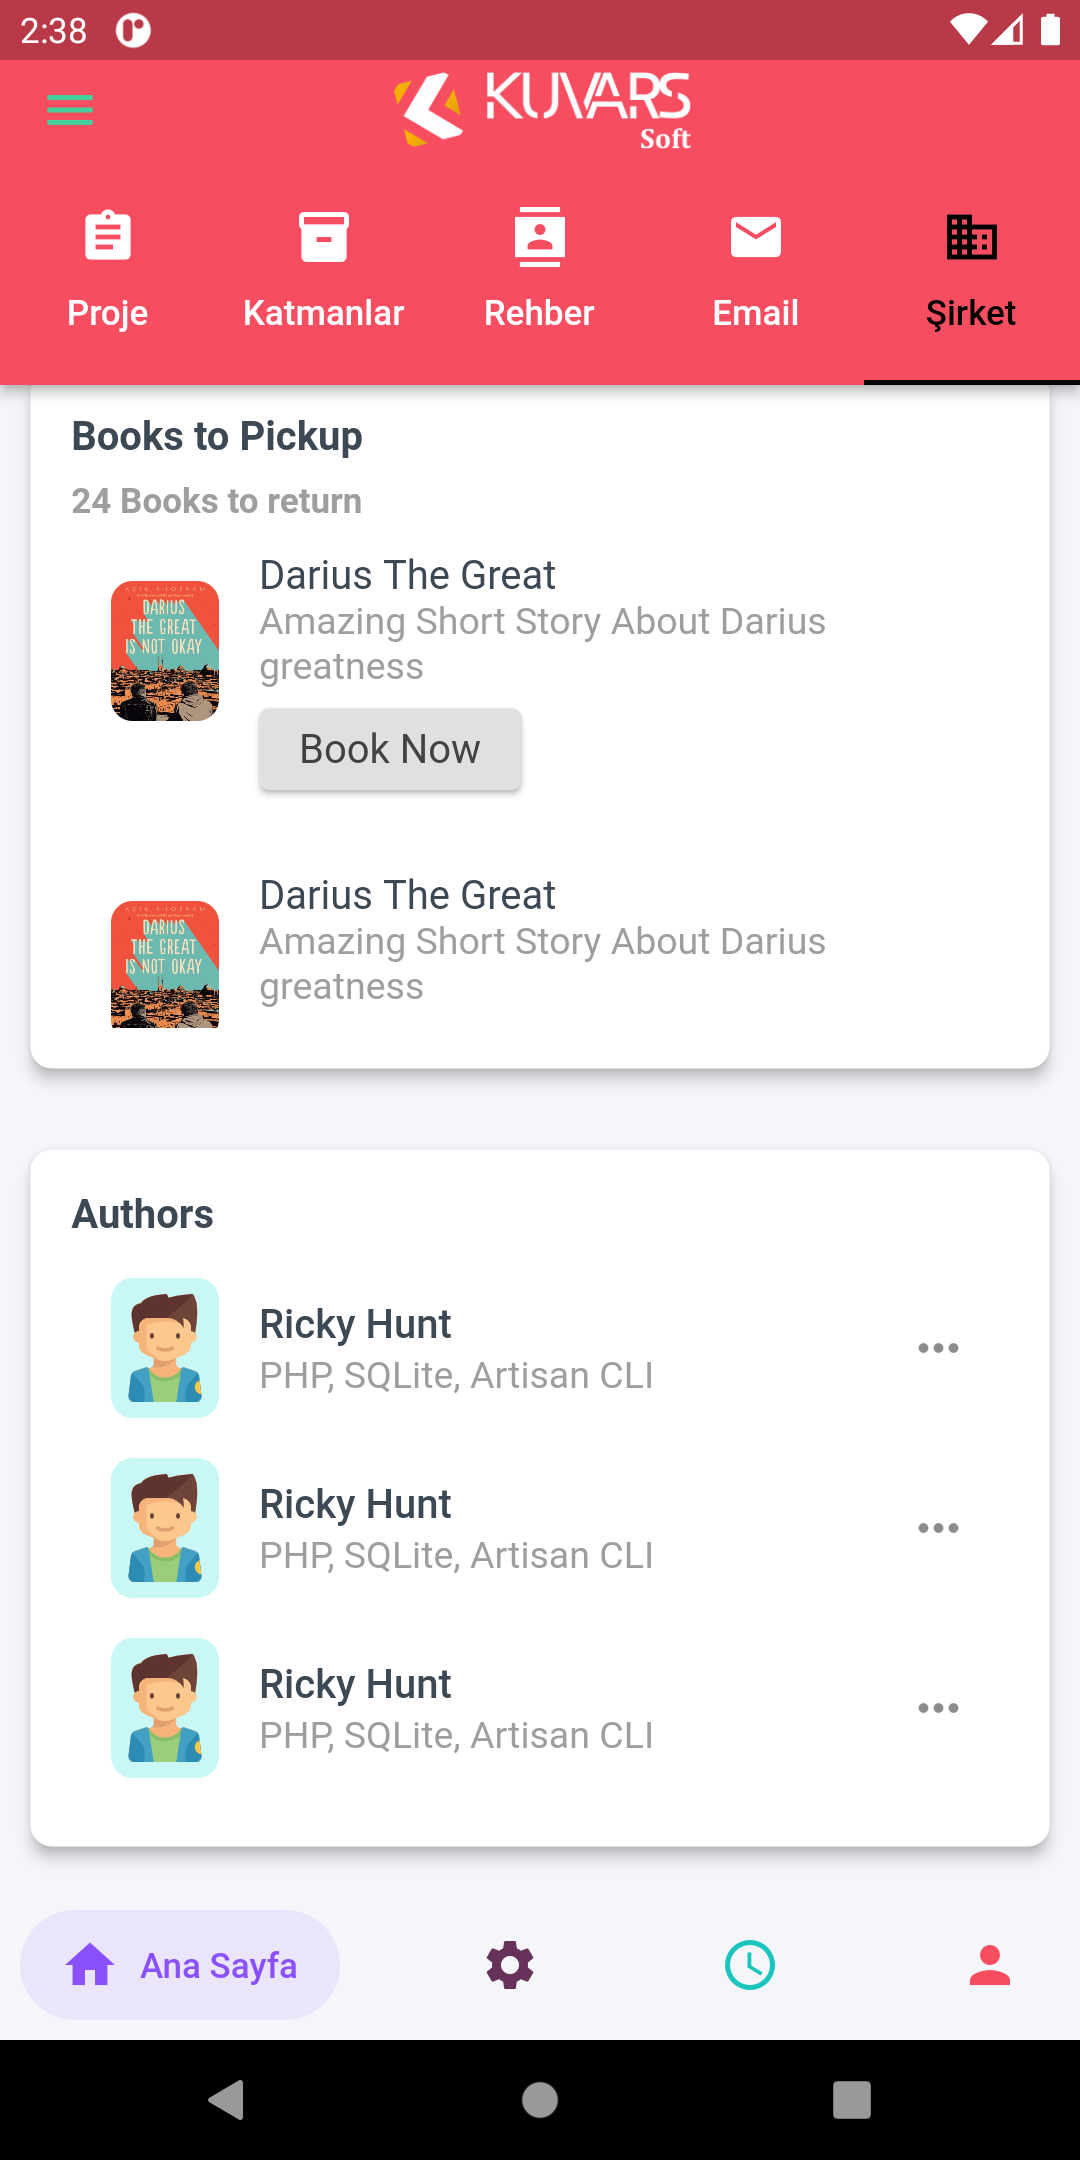 2:38
KUVARS
Soft
Proje
Katmanlar
Rehber
Email
Şirket
Books to Pickup
24 Books to return
DARIUS
THE GREAT
IS NOT OKAY
Darius The Great
Amazing Short Story About Darius
greatness
Book Now
DARIUS
THE GREAT
IS NOT OKAY
Darius The Great
Amazing Short Story About Darius
greatness
Authors
Ricky Hunt
PHP, SQLite, Artisan CLI
Ricky Hunt
PHP, SQLite, Artisan CLI
Ricky Hunt
PHP, SQLite, Artisan CLI
Ana Sayfa